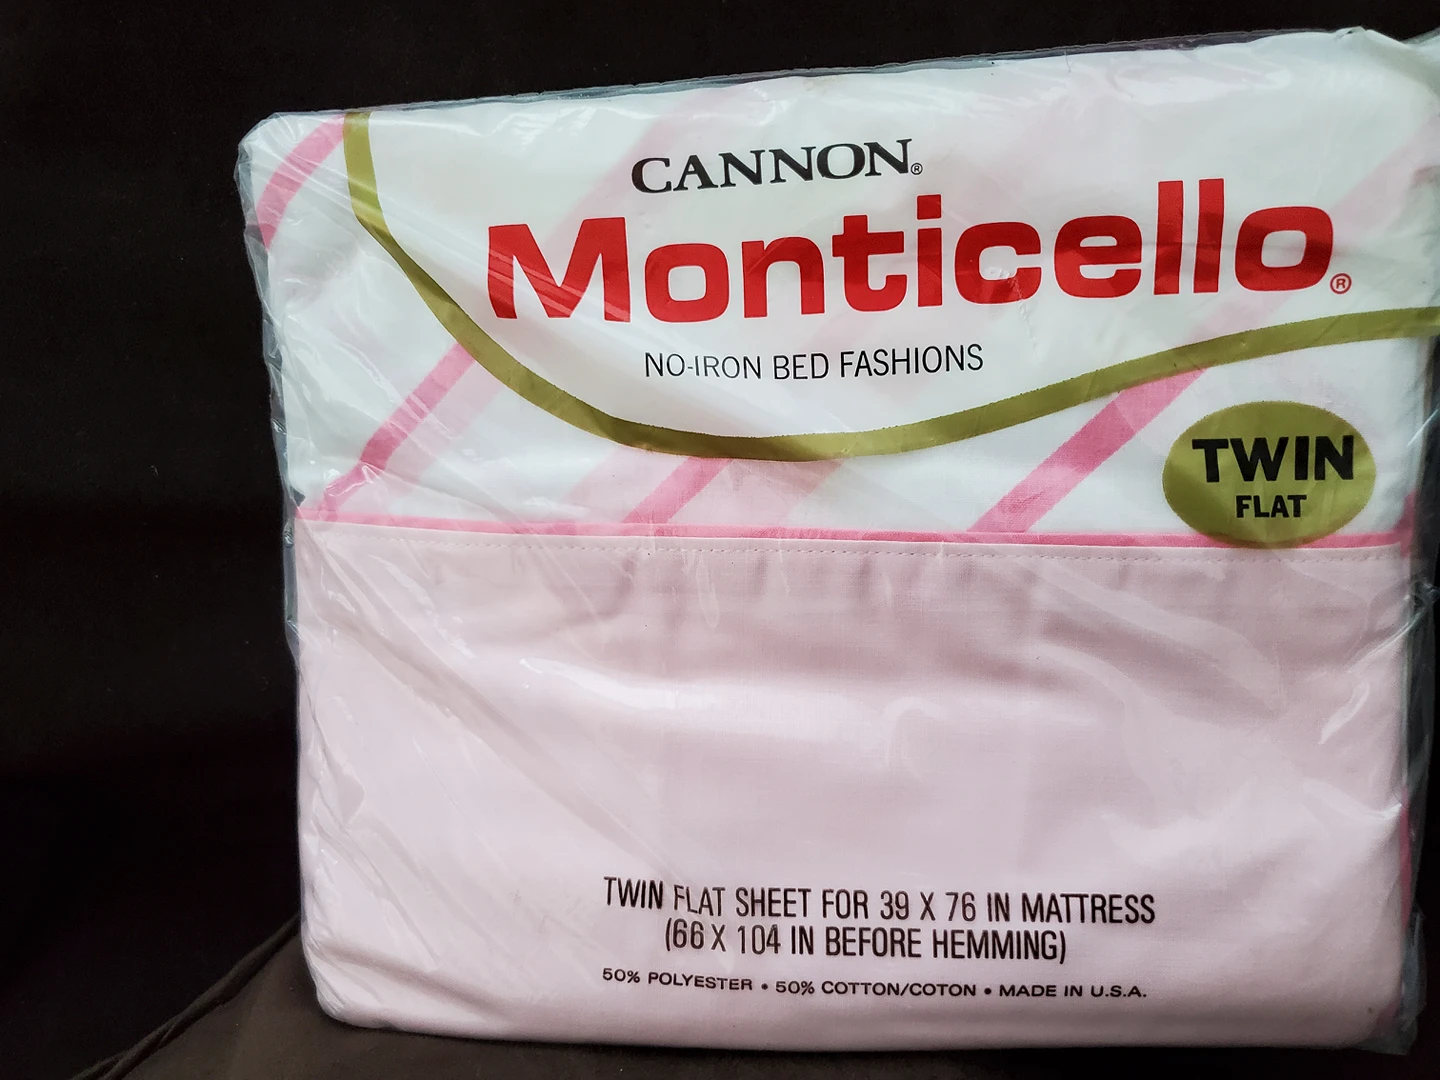 CANNON®
Monticello®
NO-IRON BED FASHIONS
TWIN
FLAT
TWIN FLAT SHEET FOR 39 X 76 IN MATTRESS
(66 X 104 IN BEFORE HEMMING)
50% POLYESTER • 50% COTTON/COTON • MADE IN U.S.A.